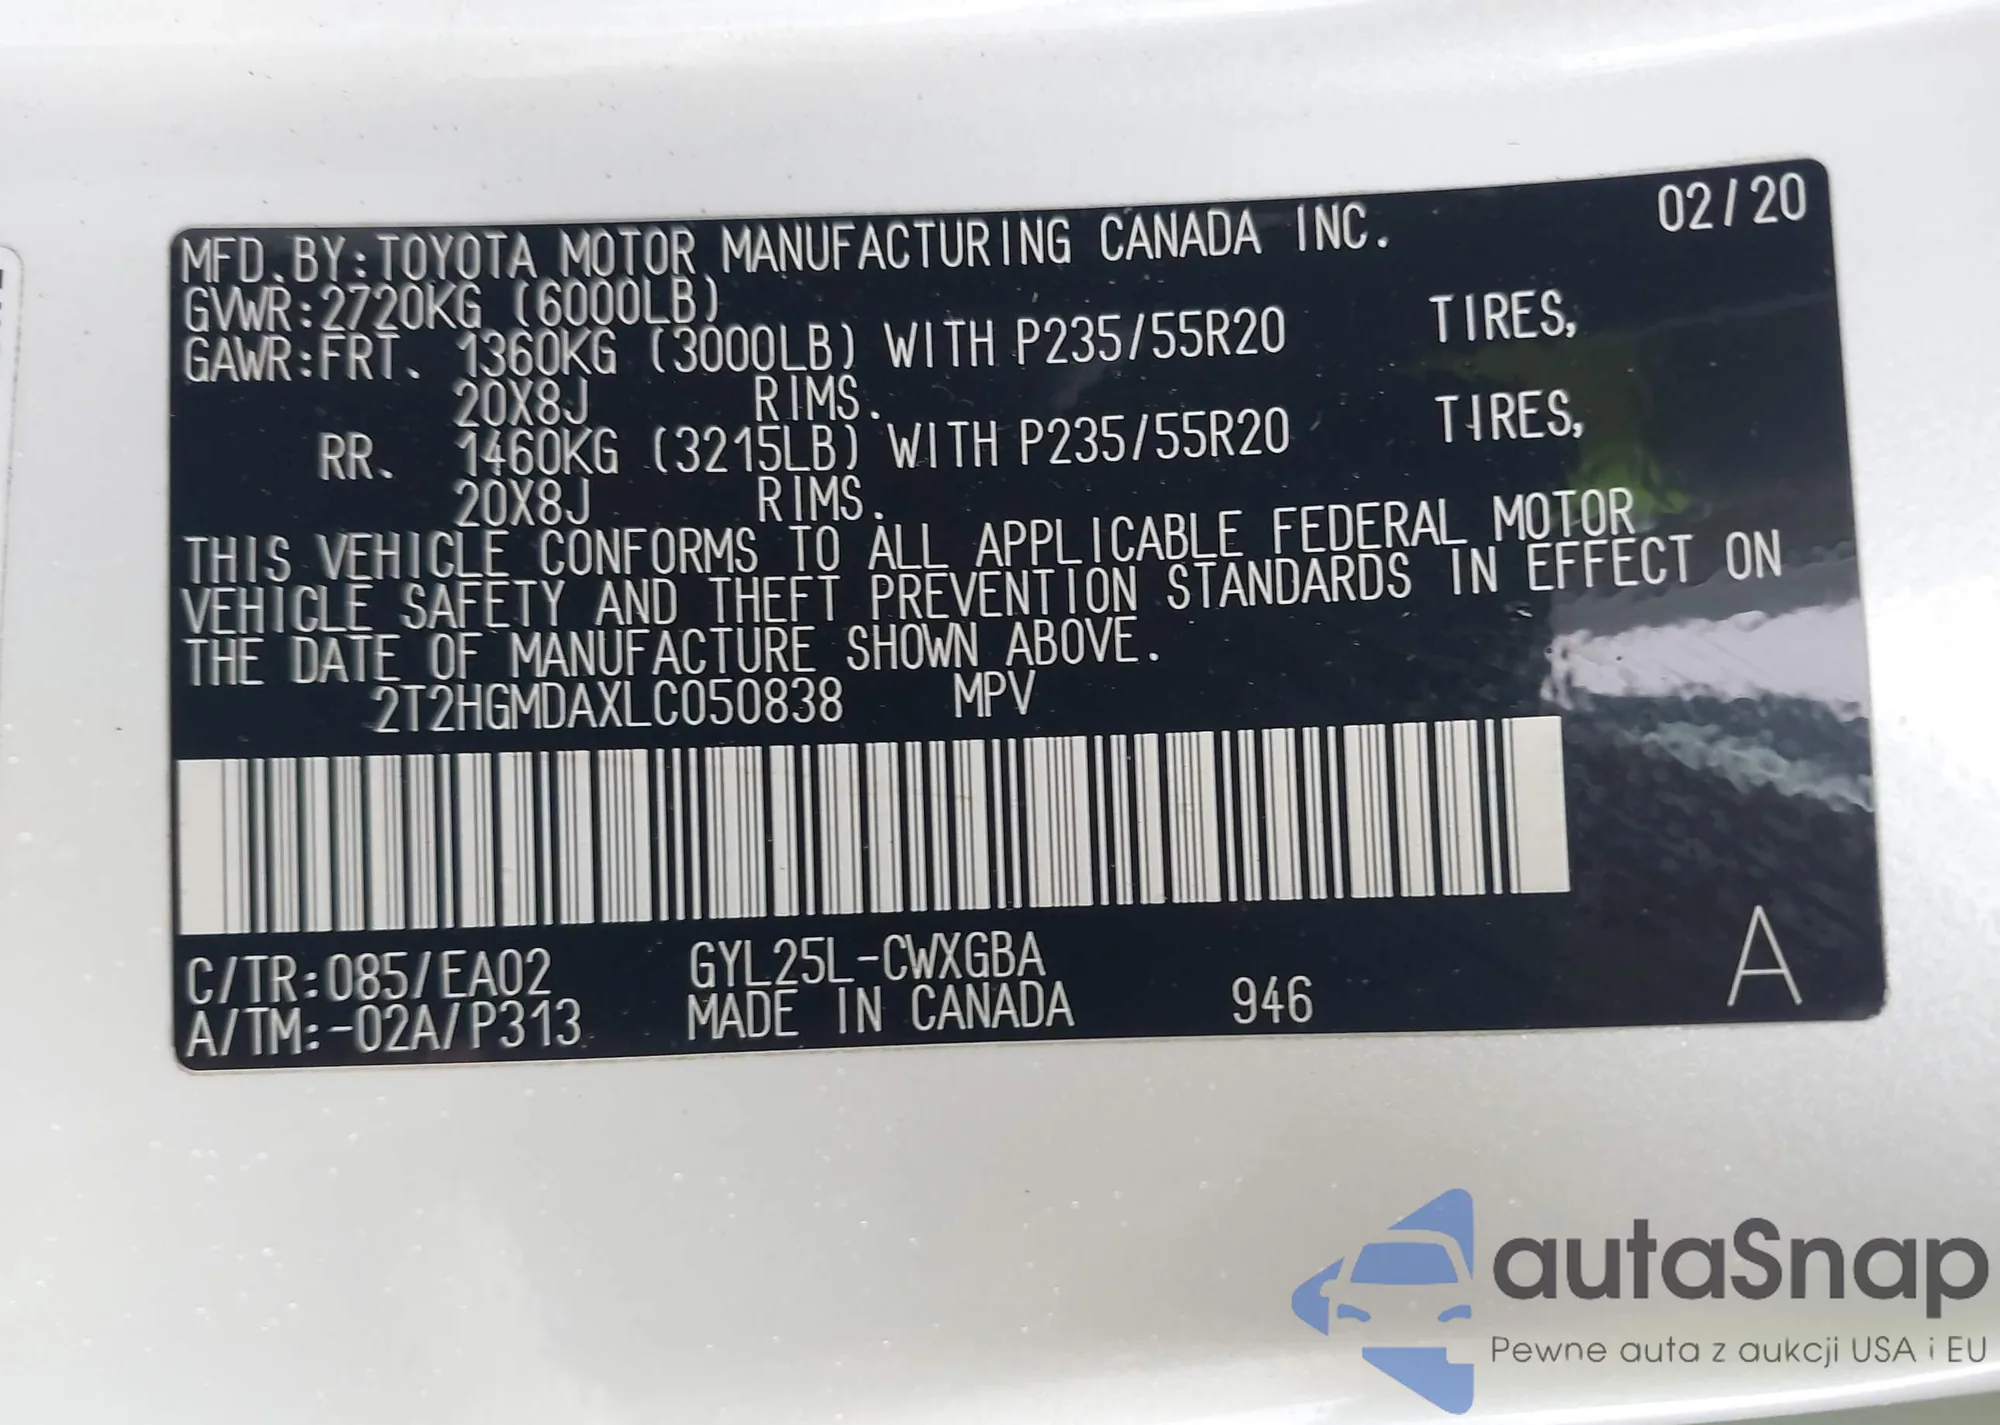 MFD.BY:TOYOTA MOTOR MANUFACTURING CANADA INC. 02/20
GVWR:2720KG (6000LB)
GAWR:FRT. 1360KG (3000LB) WITH P235/55R20 TIRES,
20X8J RIMS.
RR. 1460KG (3215LB) WITH P235/55R20 TIRES,
20X8J RIMS.
THIS VEHICLE CONFORMS TO ALL APPLICABLE FEDERAL MOTOR
VEHICLE SAFETY AND THEFT PREVENTION STANDARDS IN EFFECT ON
THE DATE OF MANUFACTURE SHOWN ABOVE.
2T2HGMDAXLC050838 MPV
C/TR:085/EA02 GYL25L-CWXGBA
A/TM:-02A/P313 MADE IN CANADA 946 A
autaSnap
Pewne auta z aukcji USA i EU